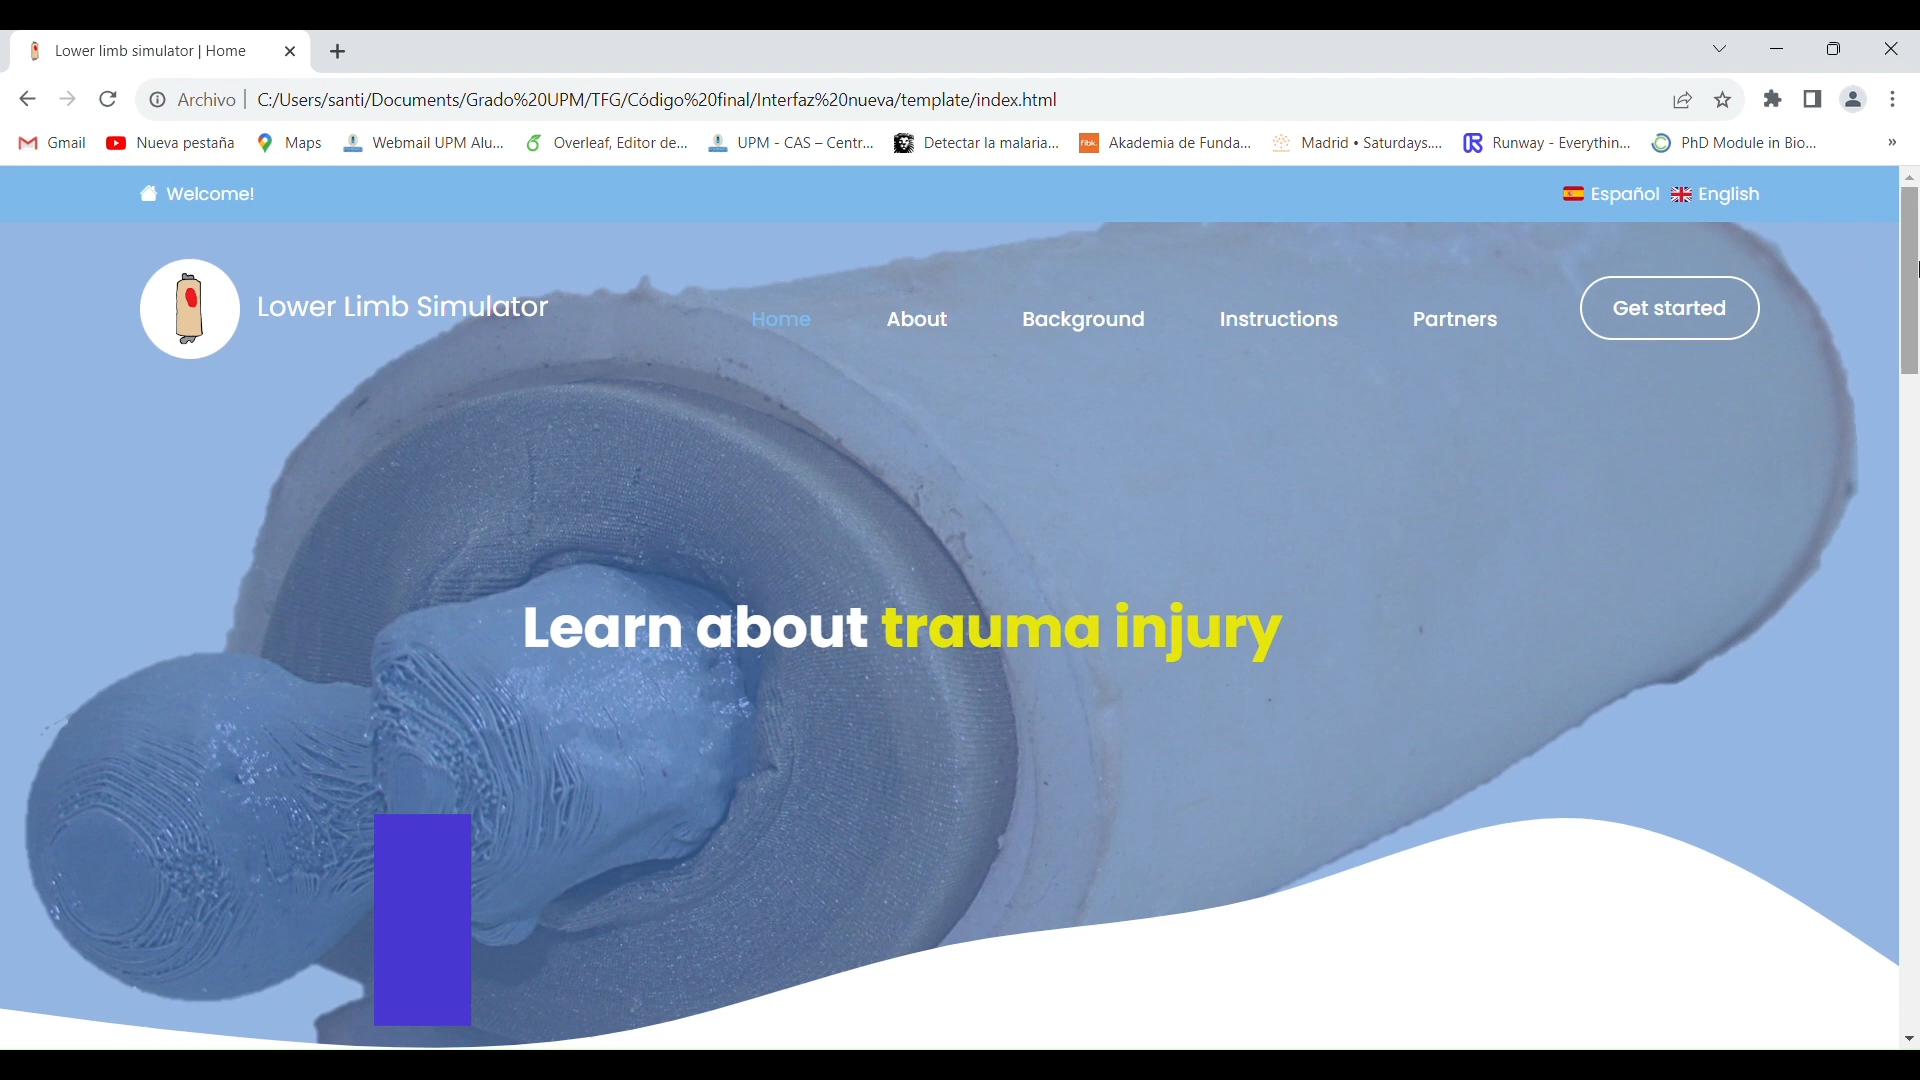 Lower limb simulator | Home
Archivo | C:/Users/santi/Documents/Grado%20UPM/TFG/Código%20final/Interfaz%20nueva/template/index.html
Gmail Nueva pestaña Maps Webmail UPM Alu... Overleaf, Editor de... UPM - CAS – Centr... Detectar la malaria... fibk. Akademia de Funda... Madrid • Saturdays.... Runway - Everythin... PhD Module in Bio... »
Welcome! Español English
Lower Limb Simulator Home About Background Instructions Partners Get started
Learn about trauma injury